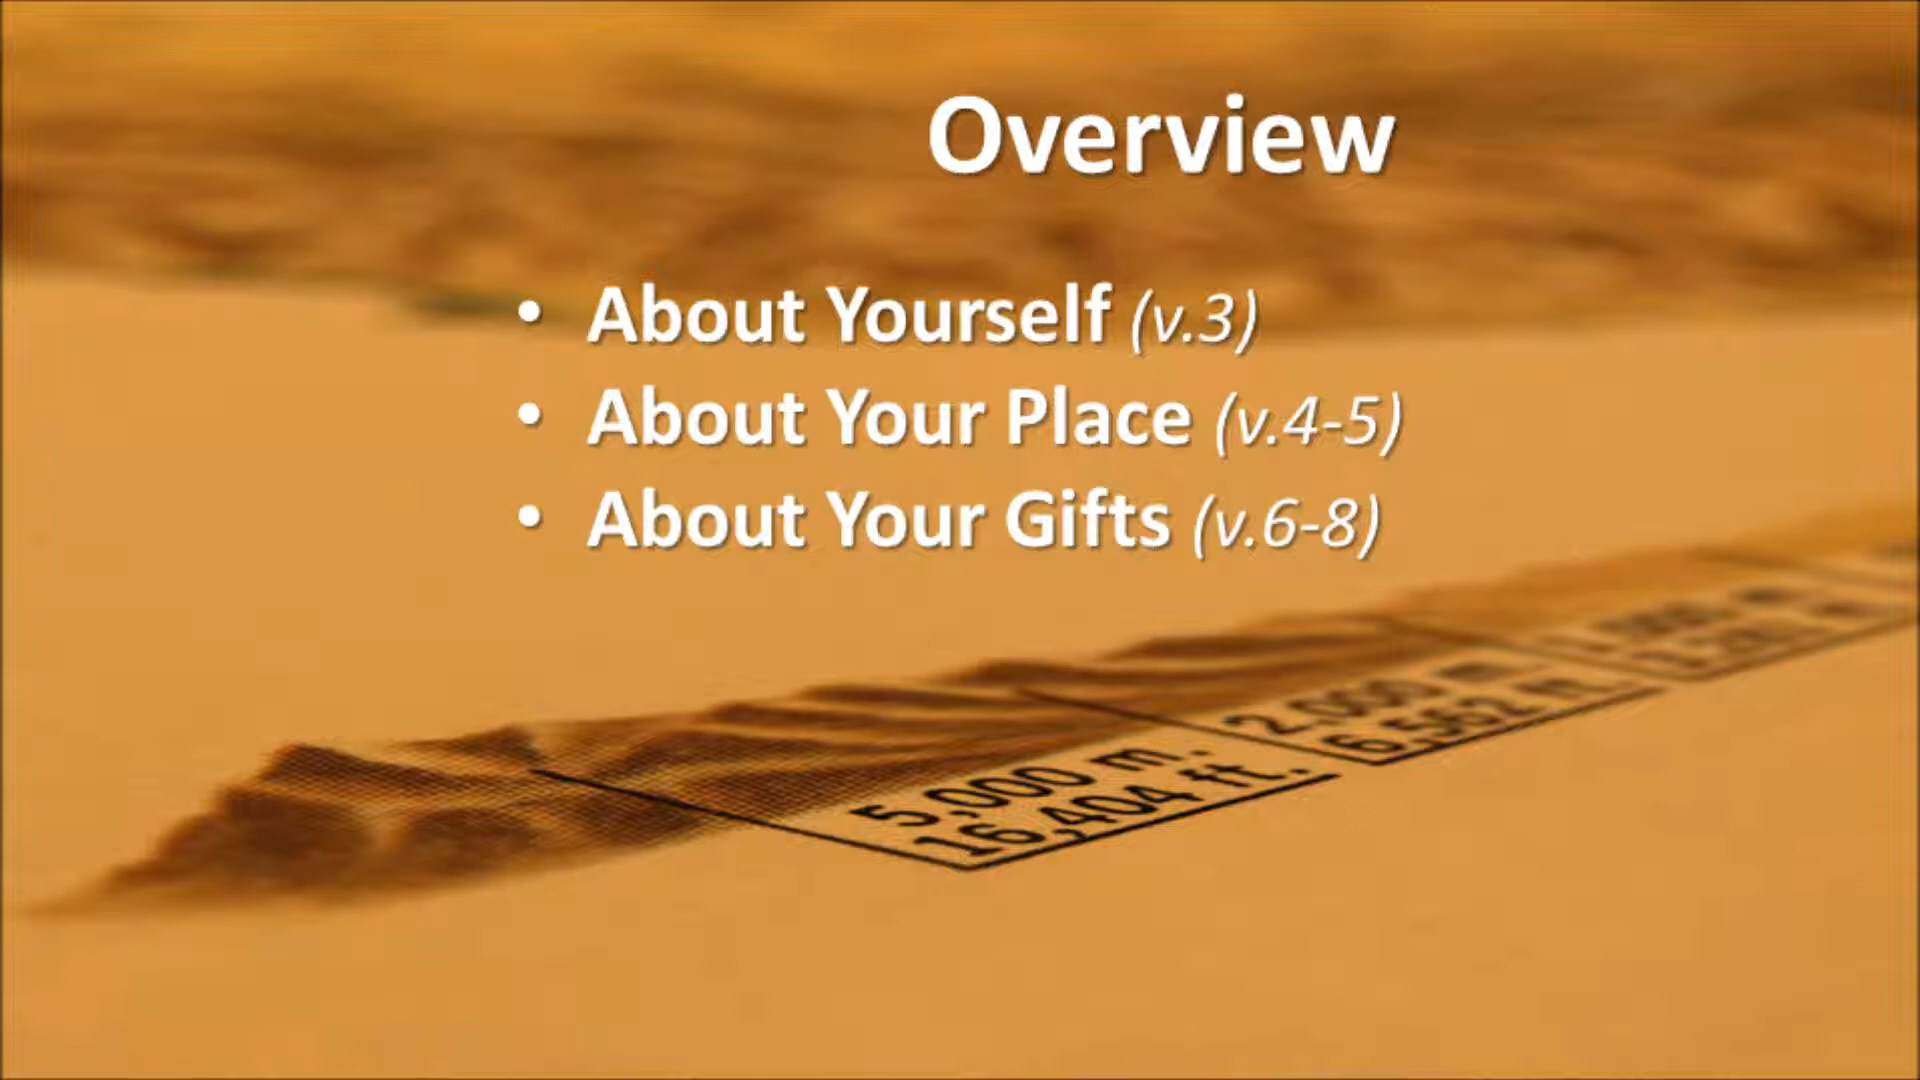 Overview
• About Yourself (v.3)
• About Your Place (v.4-5)
• About Your Gifts (v.6-8)
5,000 m.
16,404 ft.
2,000 m.
6,562 ft.